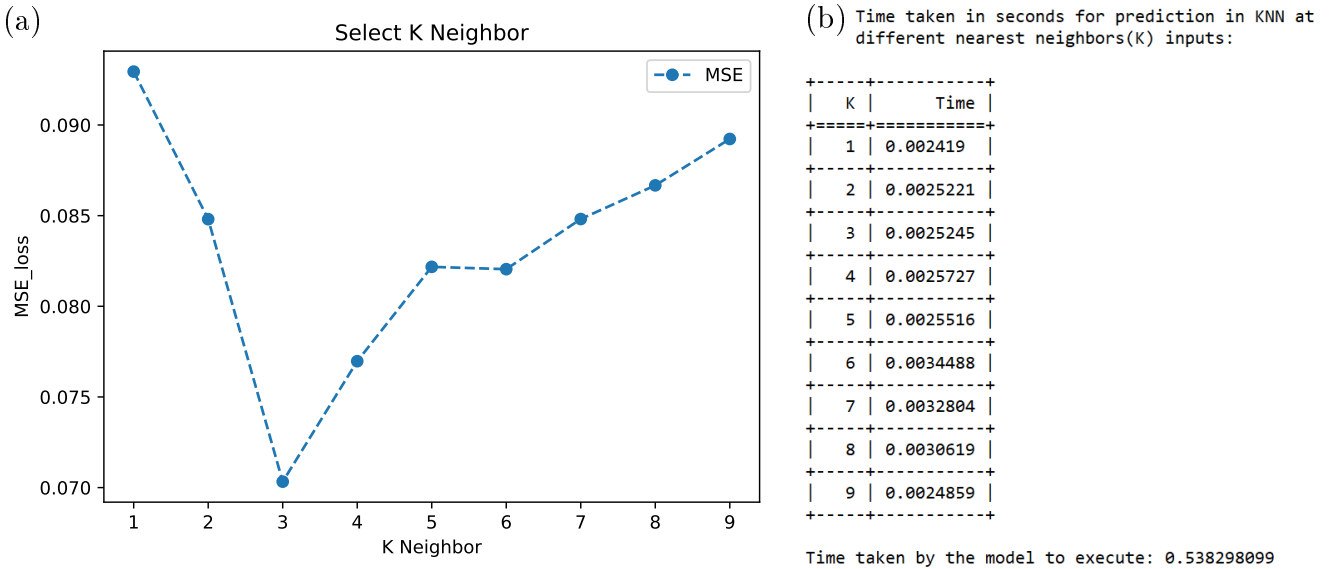 (a)
Select K Neighbor
MSE
0.090
0.085
0.080
0.075
0.070
MSE_loss
1 2 3 4 5 6 7 8 9
K Neighbor
(b) Time taken in seconds for prediction in KNN at
different nearest neighbors(K) inputs:
+-----+-----------+
| K | Time |
+=====+===========+
| 1 | 0.002419 |
+-----+-----------+
| 2 | 0.0025221 |
+-----+-----------+
| 3 | 0.0025245 |
+-----+-----------+
| 4 | 0.0025727 |
+-----+-----------+
| 5 | 0.0025516 |
+-----+-----------+
| 6 | 0.0034488 |
+-----+-----------+
| 7 | 0.0032804 |
+-----+-----------+
| 8 | 0.0030619 |
+-----+-----------+
| 9 | 0.0024859 |
+-----+-----------+
Time taken by the model to execute: 0.538298099